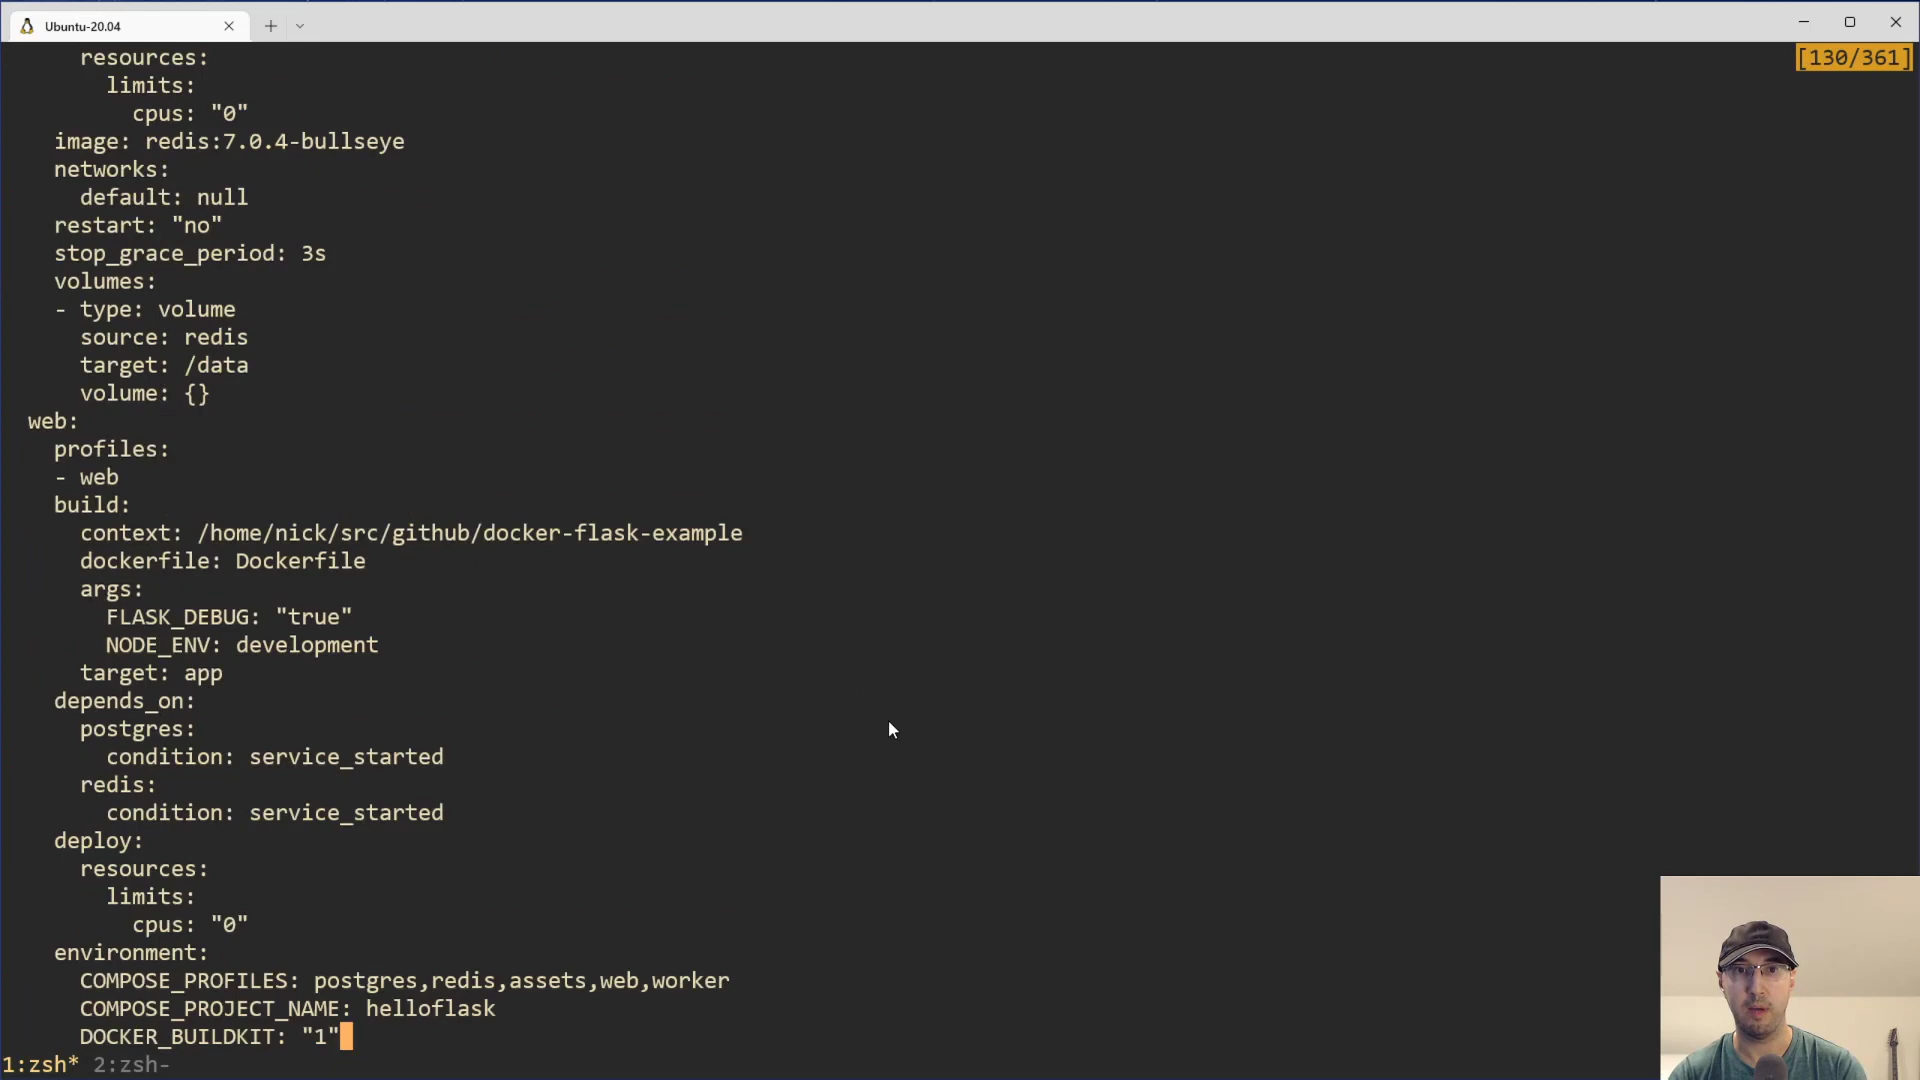 Ubuntu-20.04
[130/361]
resources:
limits:
cpus: "0"
image: redis:7.0.4-bullseye
networks:
default: null
restart: "no"
stop_grace_period: 3s
volumes:
- type: volume
source: redis
target: /data
volume: {}
web:
profiles:
- web
build:
context: /home/nick/src/github/docker-flask-example
dockerfile: Dockerfile
args:
FLASK_DEBUG: "true"
NODE_ENV: development
target: app
depends_on:
postgres:
condition: service_started
redis:
condition: service_started
deploy:
resources:
limits:
cpus: "0"
environment:
COMPOSE_PROFILES: postgres,redis,assets,web,worker
COMPOSE_PROJECT_NAME: helloflask
DOCKER_BUILDKIT: "1"
1:zsh* 2:zsh-